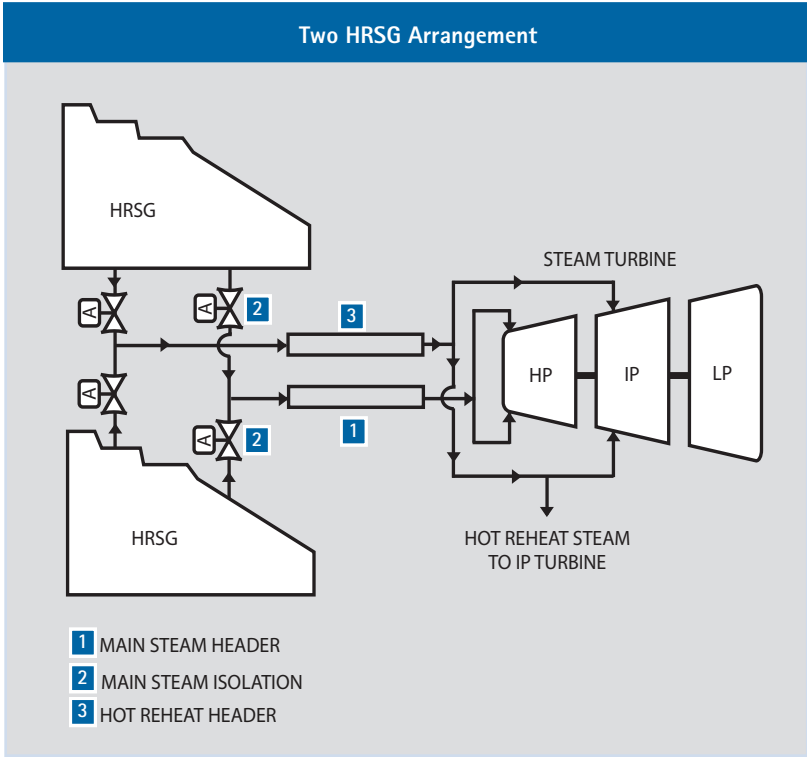 Two HRSG Arrangement
HRSG
STEAM TURBINE
A
A
2
3
HP
IP
LP
A
A
2
1
HRSG
HOT REHEAT STEAM
TO IP TURBINE
1 MAIN STEAM HEADER
2 MAIN STEAM ISOLATION
3 HOT REHEAT HEADER